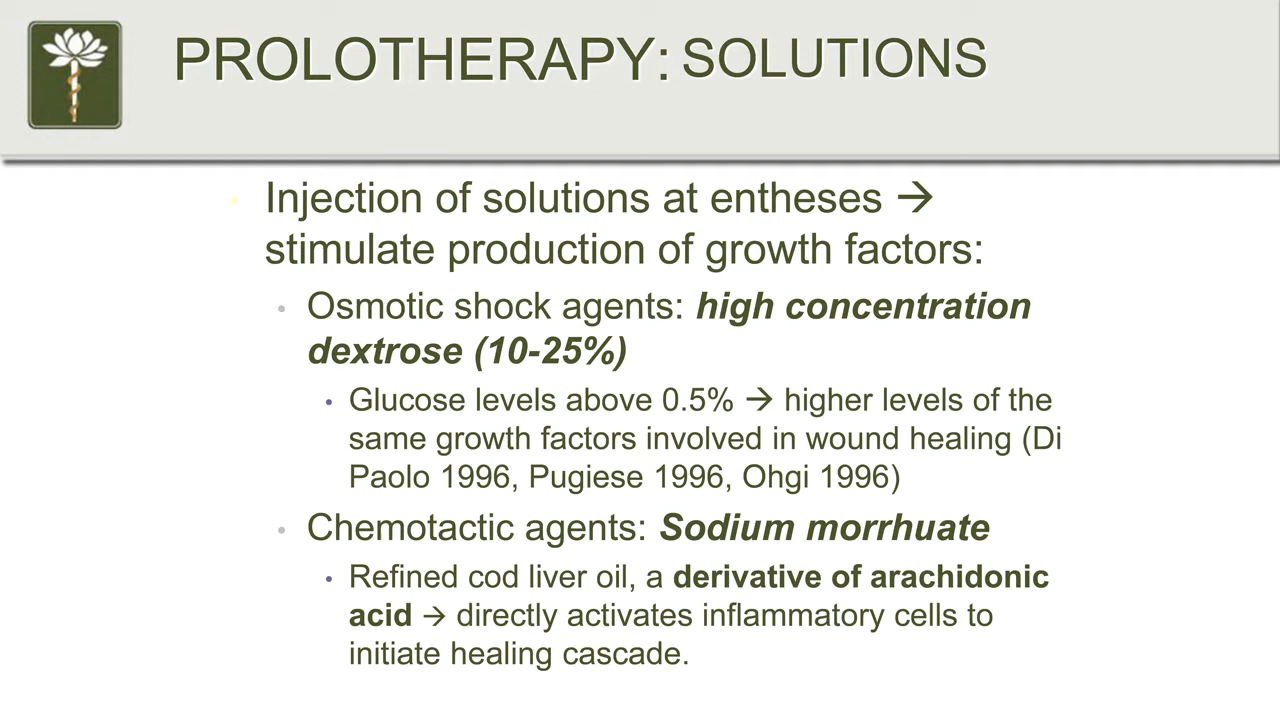 PROLOTHERAPY: SOLUTIONS
• Injection of solutions at entheses →
stimulate production of growth factors:
• Osmotic shock agents: high concentration
dextrose (10-25%)
• Glucose levels above 0.5% → higher levels of the
same growth factors involved in wound healing (Di
Paolo 1996, Pugiese 1996, Ohgi 1996)
• Chemotactic agents: Sodium morrhuate
• Refined cod liver oil, a derivative of arachidonic
acid → directly activates inflammatory cells to
initiate healing cascade.